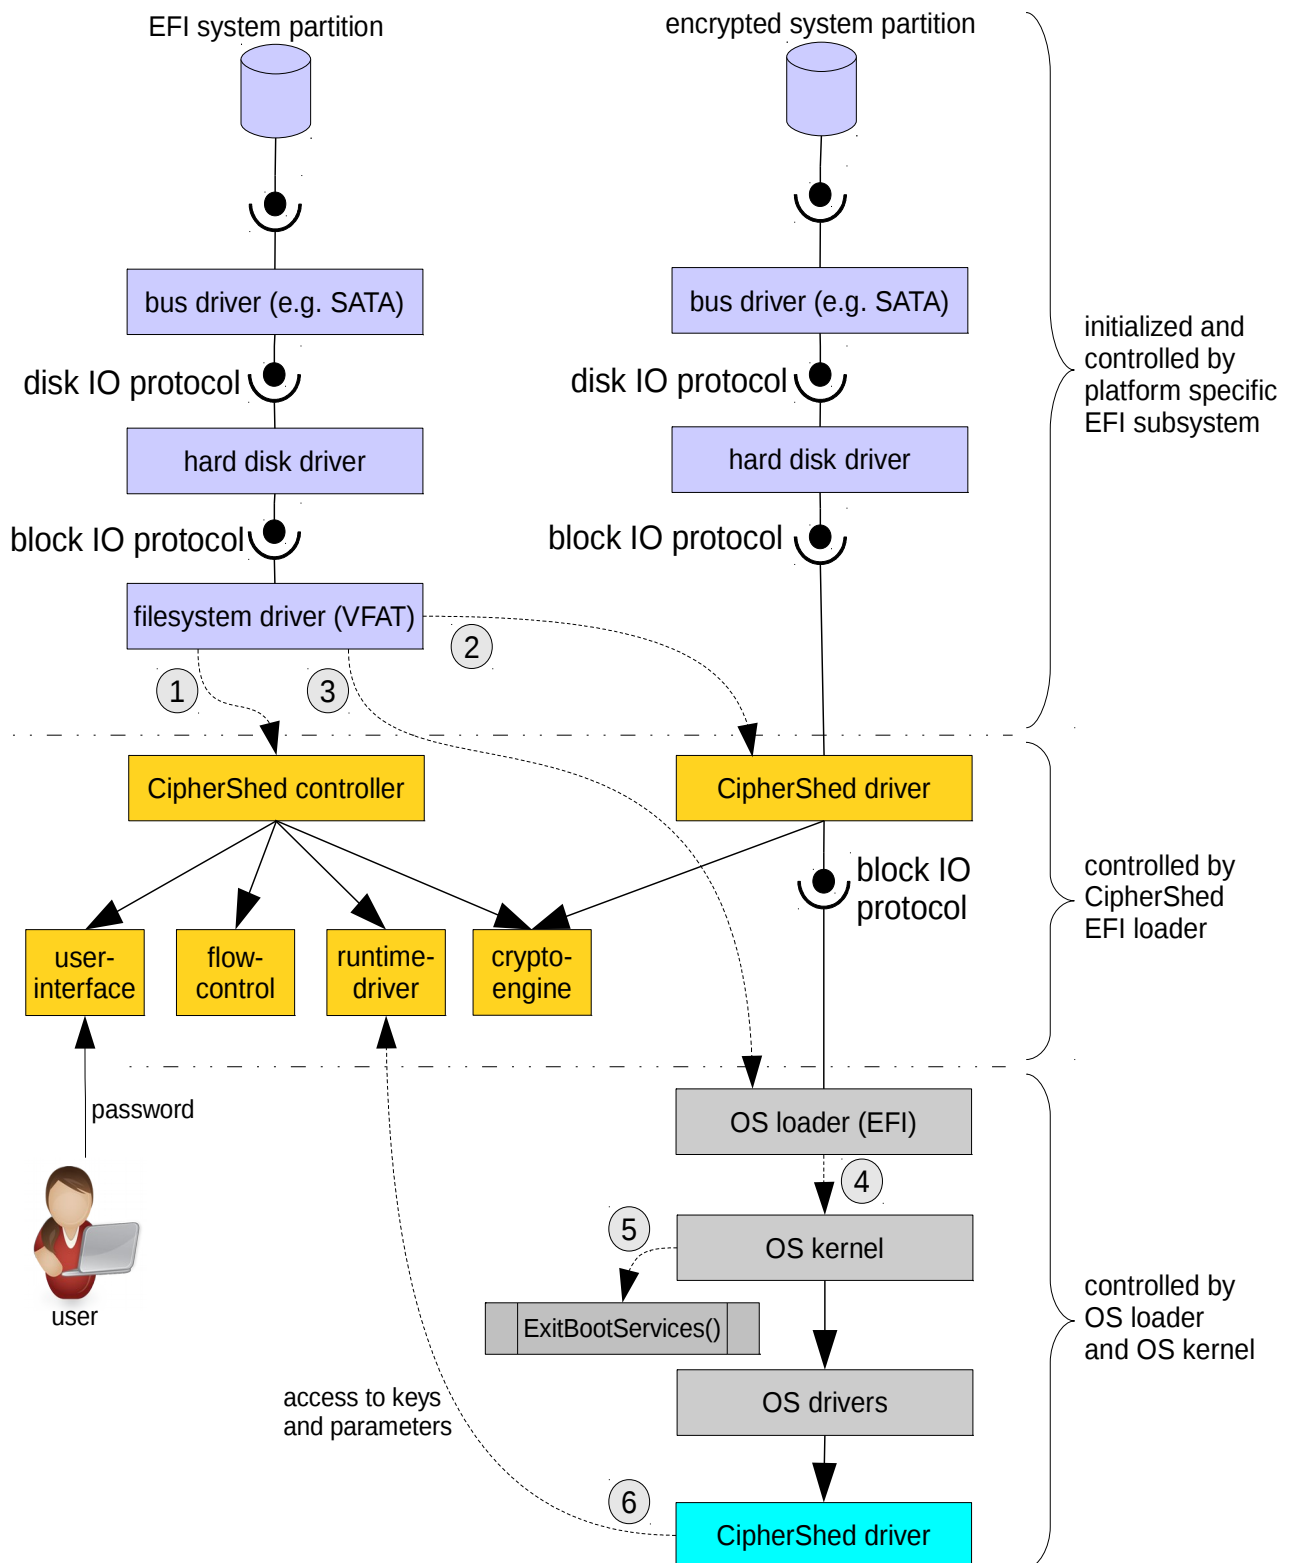 EFI system partition
encrypted system partition
bus driver (e.g. SATA)
bus driver (e.g. SATA)
initialized and
controlled by
platform specific
EFI subsystem
disk IO protocol
disk IO protocol
hard disk driver
hard disk driver
block IO protocol
block IO protocol
filesystem driver (VFAT)
1
3
2
CipherShed controller
CipherShed driver
block IO
protocol
controlled by
CipherShed
EFI loader
user-
interface
flow-
control
runtime-
driver
crypto-
engine
password
user
OS loader (EFI)
4
OS kernel
5
ExitBootServices()
controlled by
OS loader
and OS kernel
OS drivers
access to keys
and parameters
6
CipherShed driver